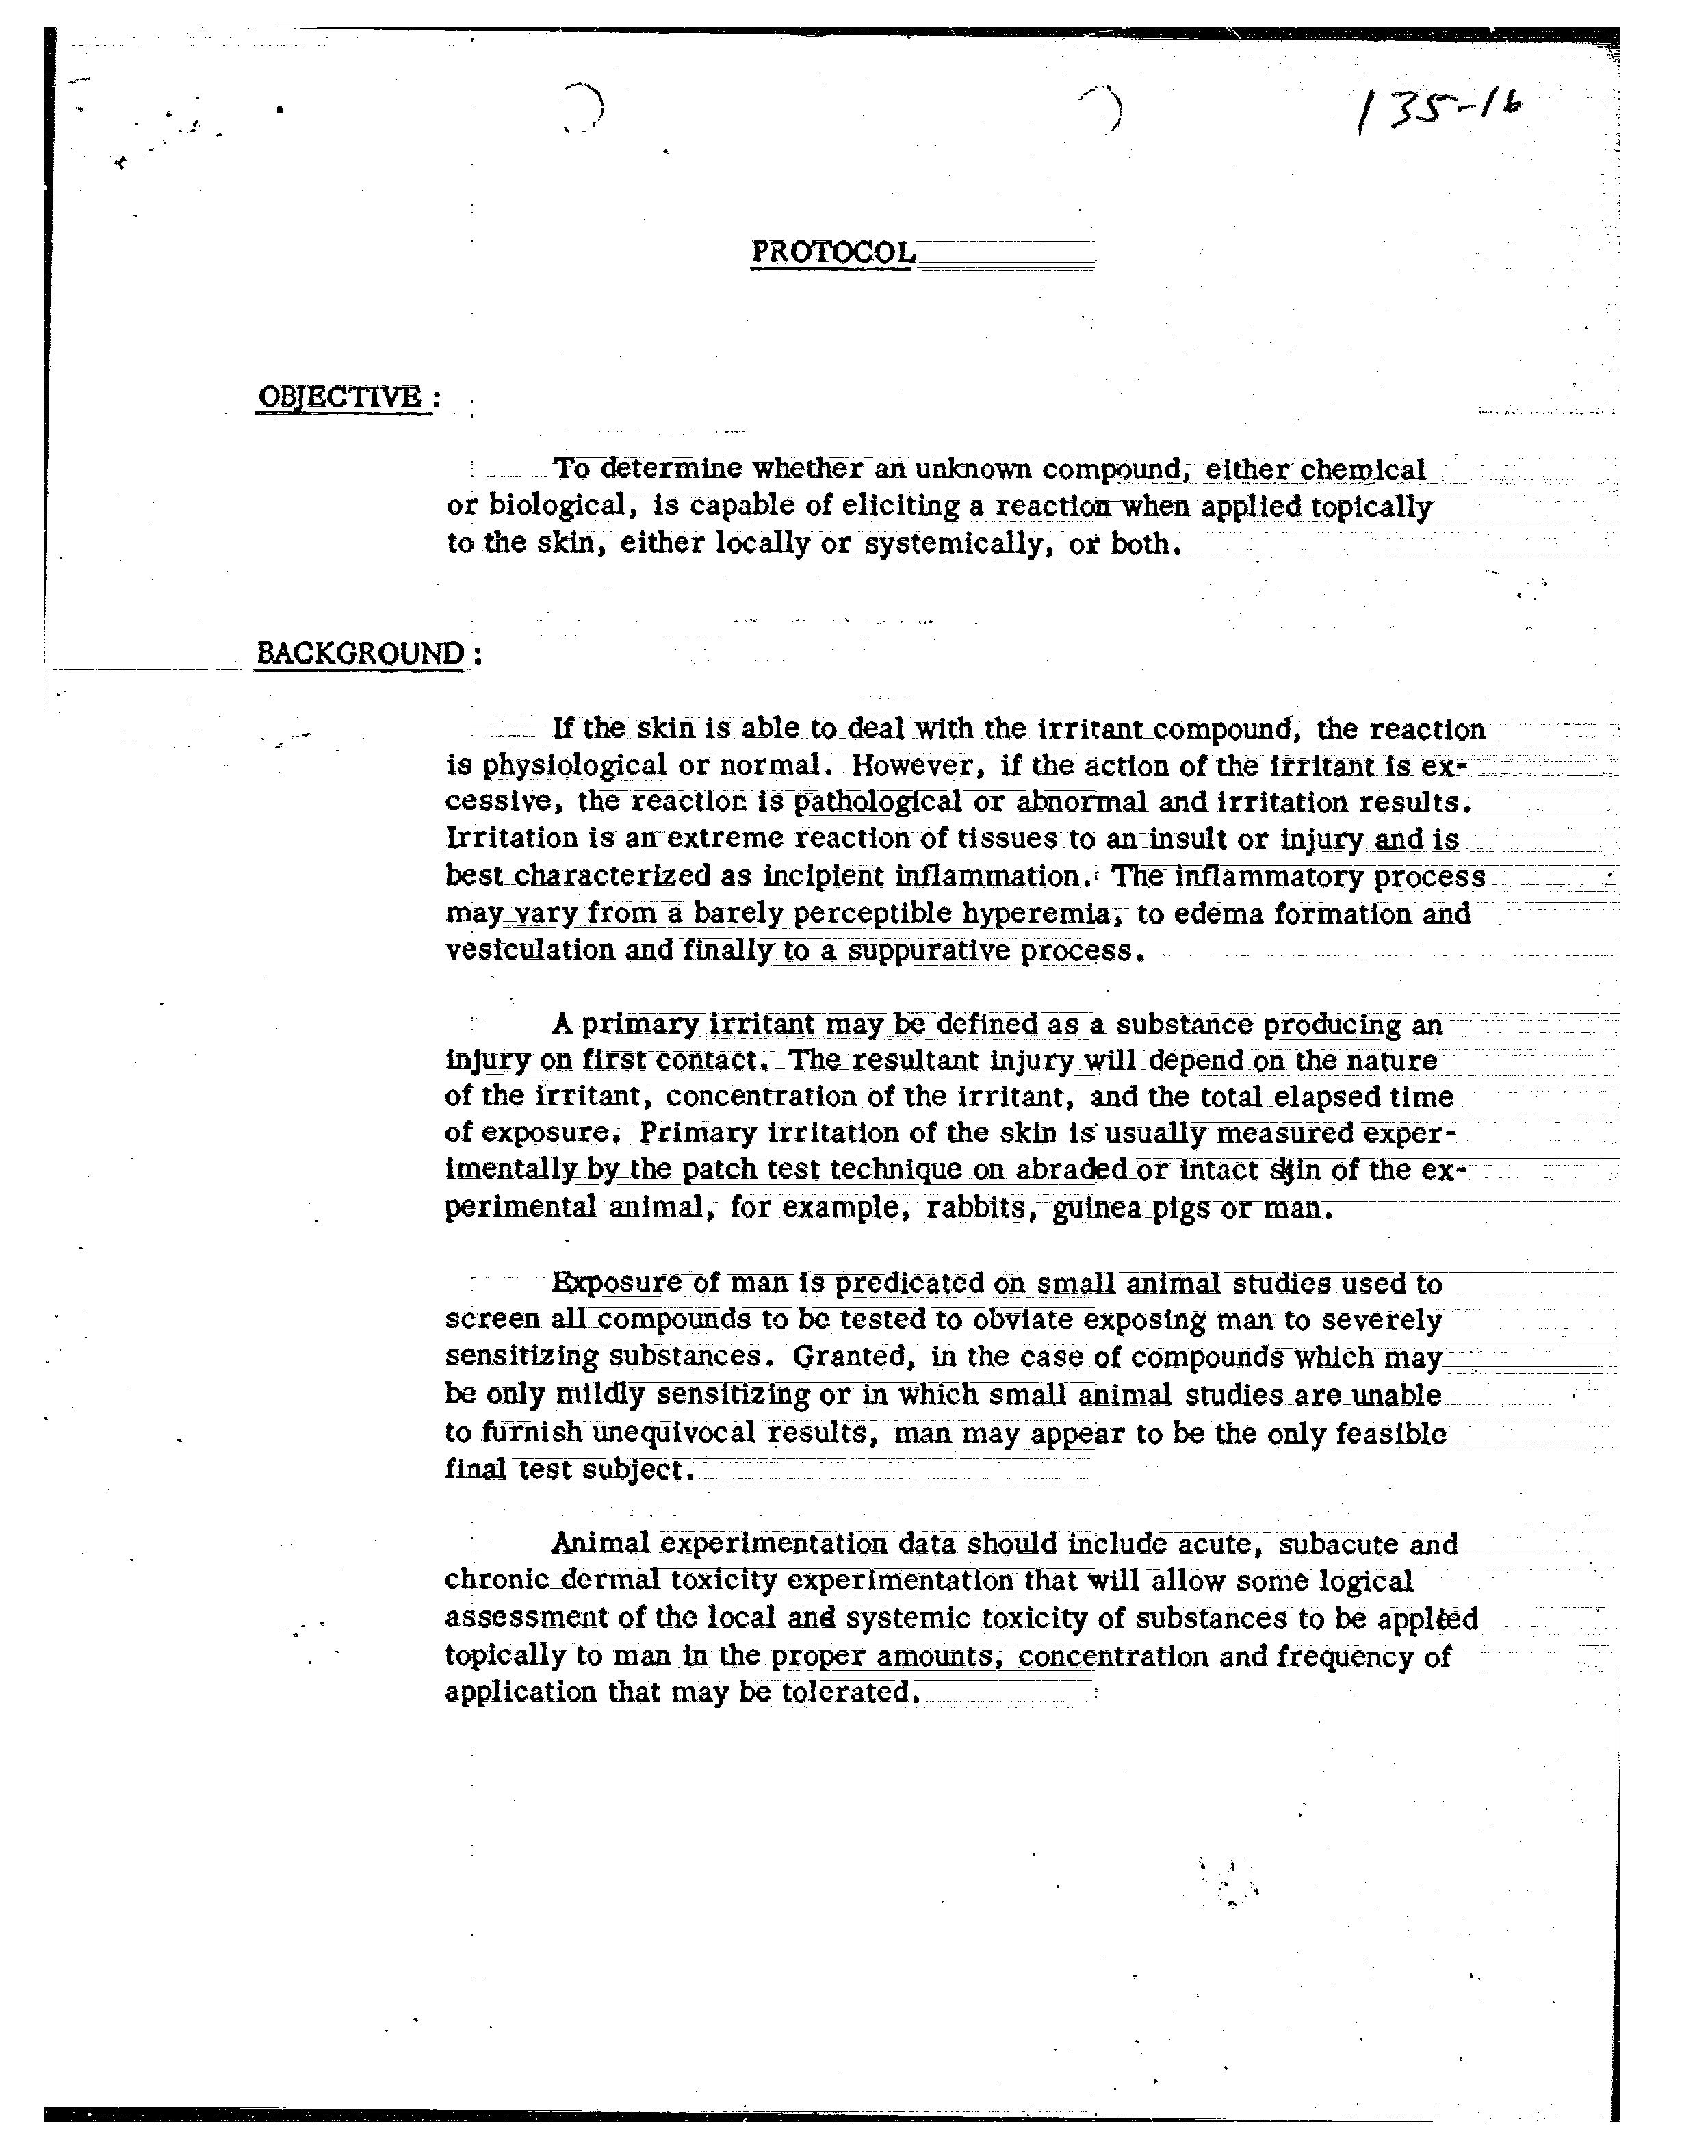 135-16
PROTOCOL
OBJECTIVE :
To determine whether an unknown compound, either chemical
or biological, is capable of eliciting a reaction when applied topically
to the skin, either locally or systemically, or both.
BACKGROUND :
If the skin is able to deal with the irritant compound, the reaction
is physiological or normal. However, if the action of the irritant is ex-
cessive, the reaction is pathological or abnormal and irritation results.
Irritation is an extreme reaction of tissues to an insult or injury and is
best characterized as incipient inflammation. The inflammatory process
may vary from a barely perceptible hyperemia, to edema formation and
vesiculation and finally to a suppurative process.
A primary irritant may be defined as a substance producing an
injury on first contact. The resultant injury will depend on the nature
of the irritant, concentration of the irritant, and the total elapsed time
of exposure. Primary irritation of the skin is usually measured exper-
imentally by the patch test technique on abraded or intact skin of the ex-
perimental animal, for example, rabbits, guinea pigs or man.
Exposure of man is predicated on small animal studies used to
screen all compounds to be tested to obviate exposing man to severely
sensitizing substances. Granted, in the case of compounds which may
be only mildly sensitizing or in which small animal studies are unable
to furnish unequivocal results, man may appear to be the only feasible
final test subject.
Animal experimentation data should include acute, subacute and
chronic dermal toxicity experimentation that will allow some logical
assessment of the local and systemic toxicity of substances to be applied
topically to man in the proper amounts, concentration and frequency of
application that may be tolerated.